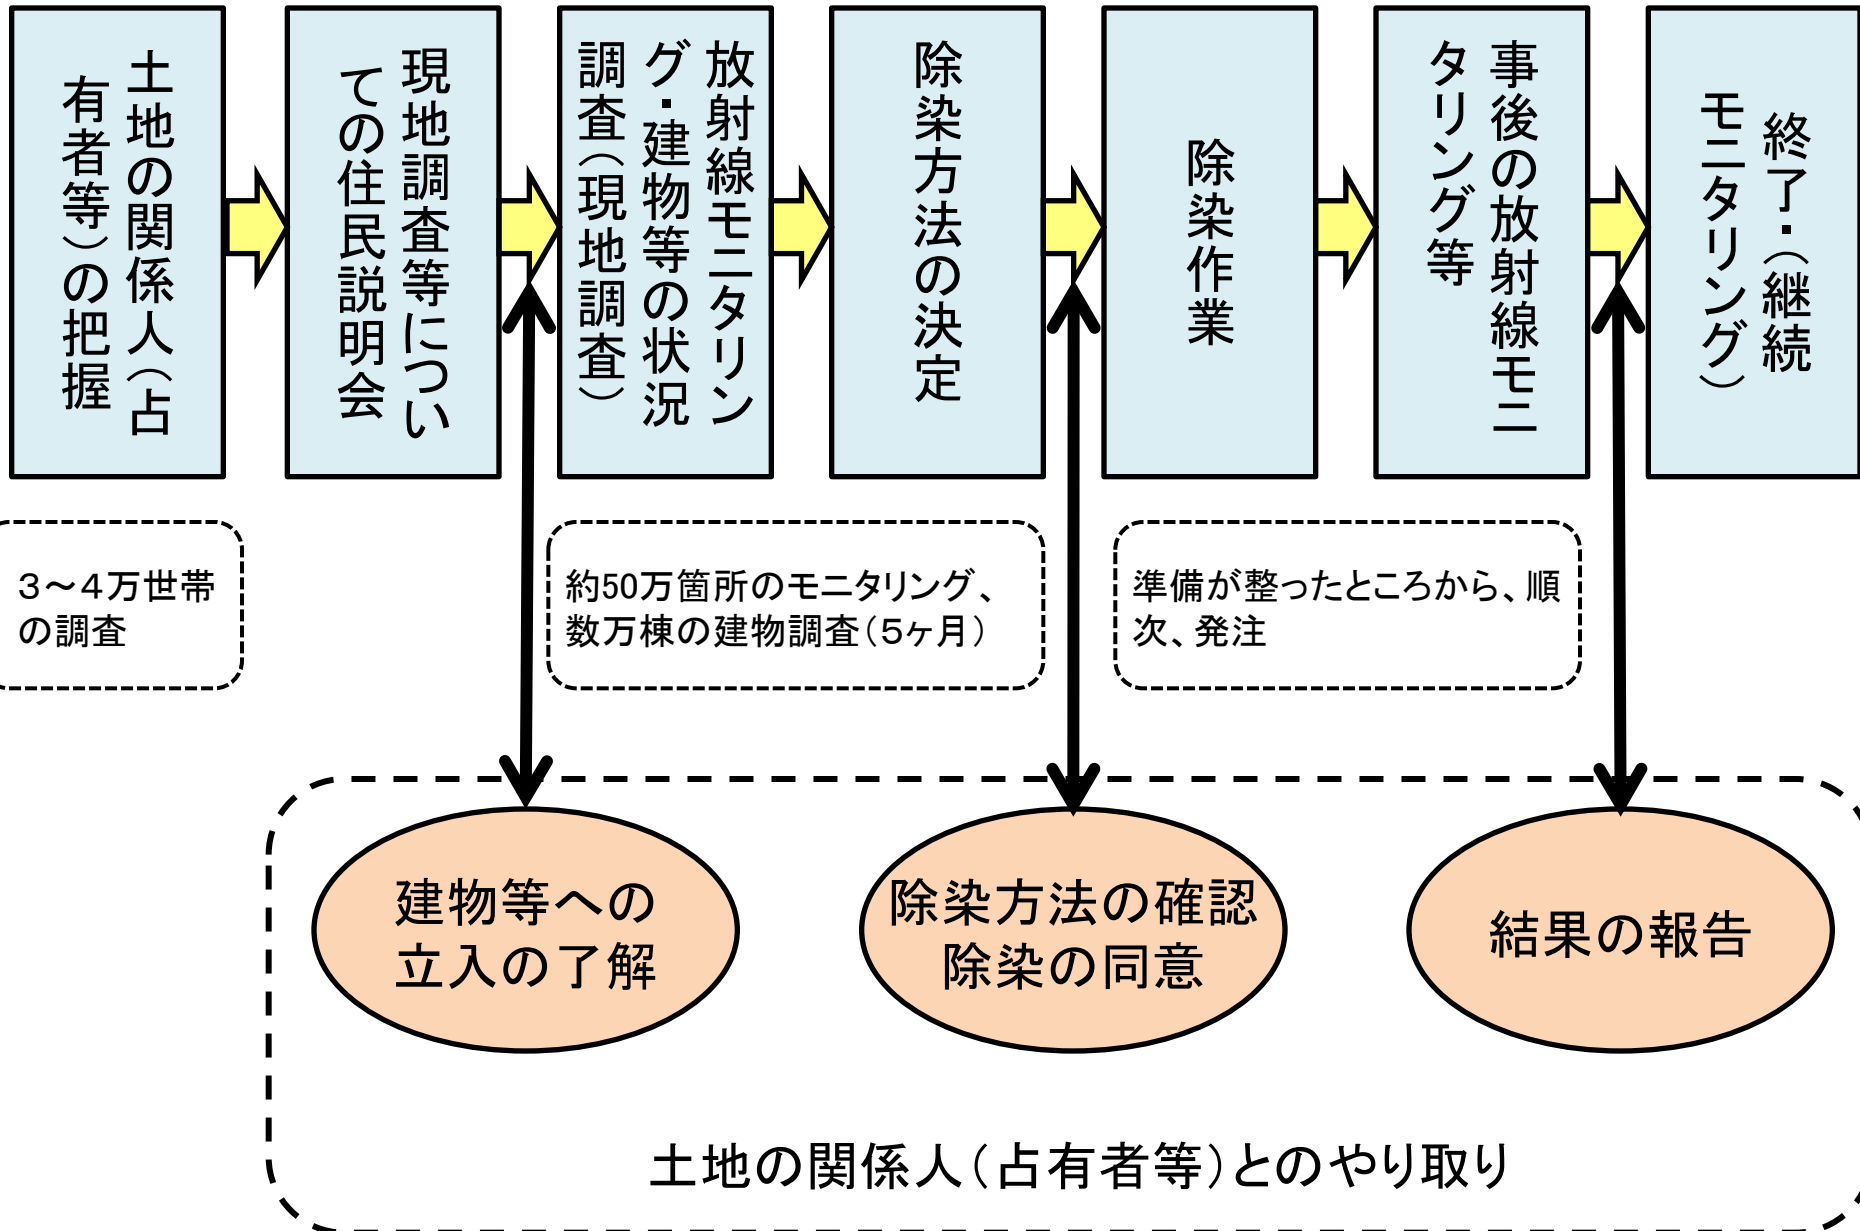 土地の関係人（占
有者等）の把握
現地調査等につい
ての住民説明会
放射線モニタリン
グ・建物等の状況
調査（現地調査）
除染方法の決定
除染作業
事後の放射線モニ
タリング等
終了・（継続
モニタリング）
３～４万世帯
の調査
約50万箇所のモニタリング、
数万棟の建物調査（５ヶ月）
準備が整ったところから、順
次、発注
建物等への
立入の了解
除染方法の確認
除染の同意
結果の報告
土地の関係人（占有者等）とのやり取り